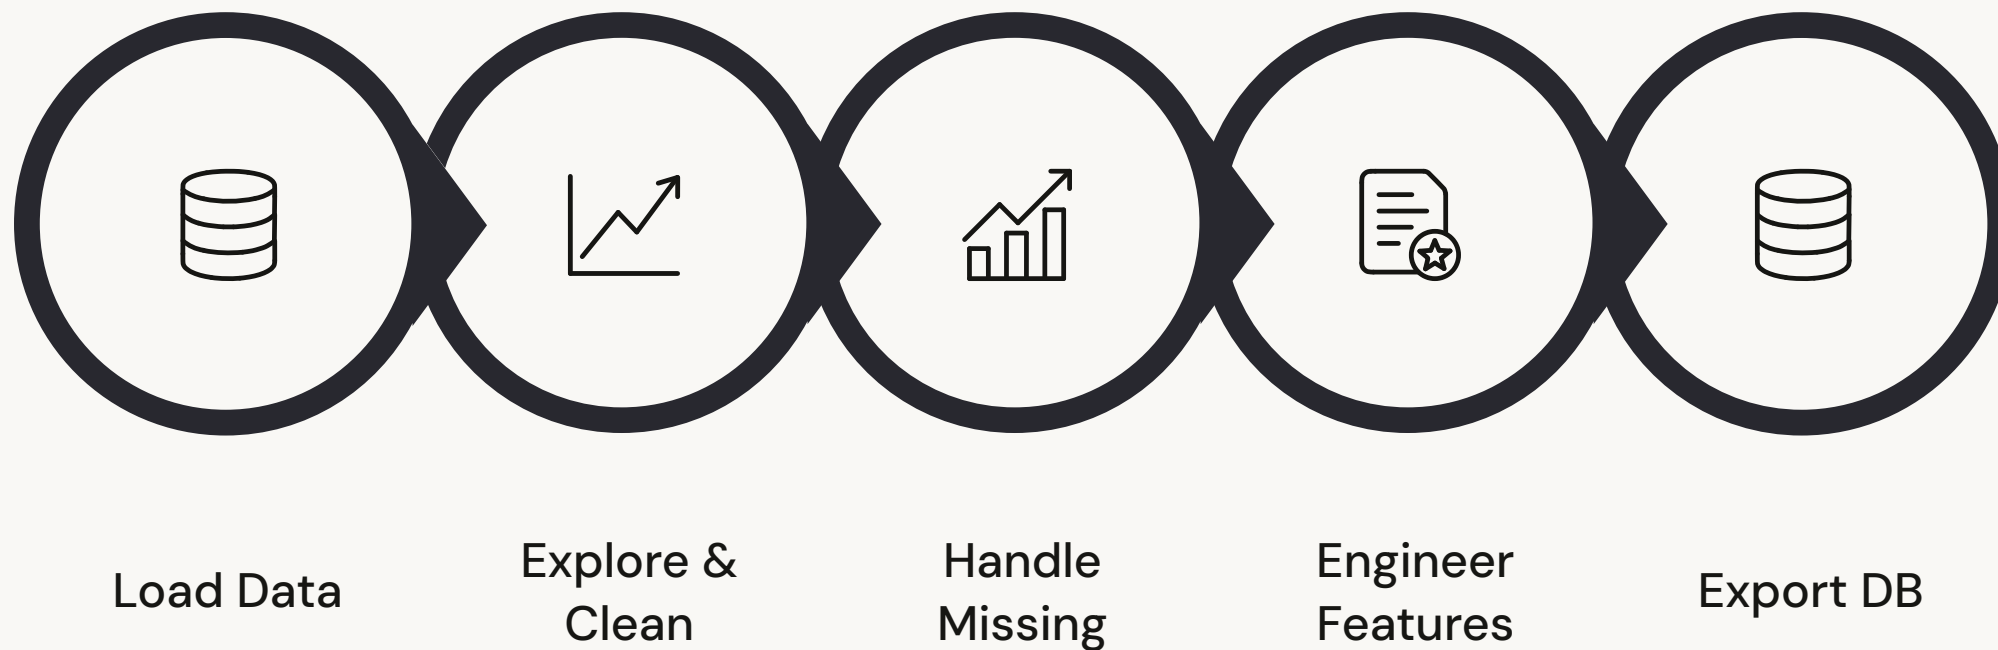 Load Data
Explore &
Clean
Handle
Missing
Engineer
Features
Export DB